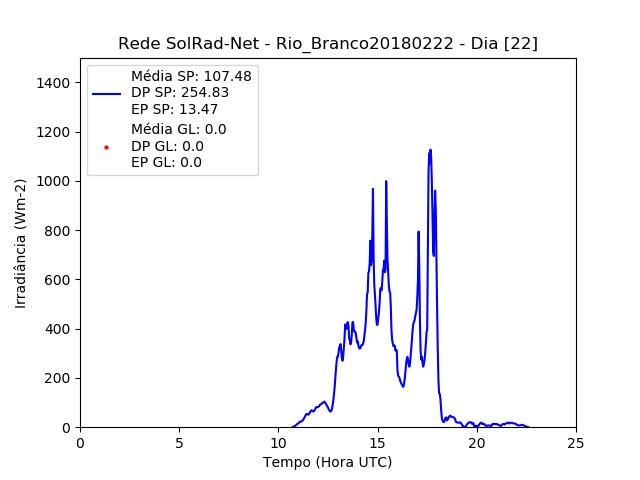 Rede SolRad-Net - Rio_Branco20180222 - Dia [22]
Média SP: 107.48
DP SP: 254.83
EP SP: 13.47
Média GL: 0.0
DP GL: 0.0
EP GL: 0.0
1400
1200
1000
800
600
400
200
0
Irradiância (Wm-2)
0 5 10 15 20 25
Tempo (Hora UTC)